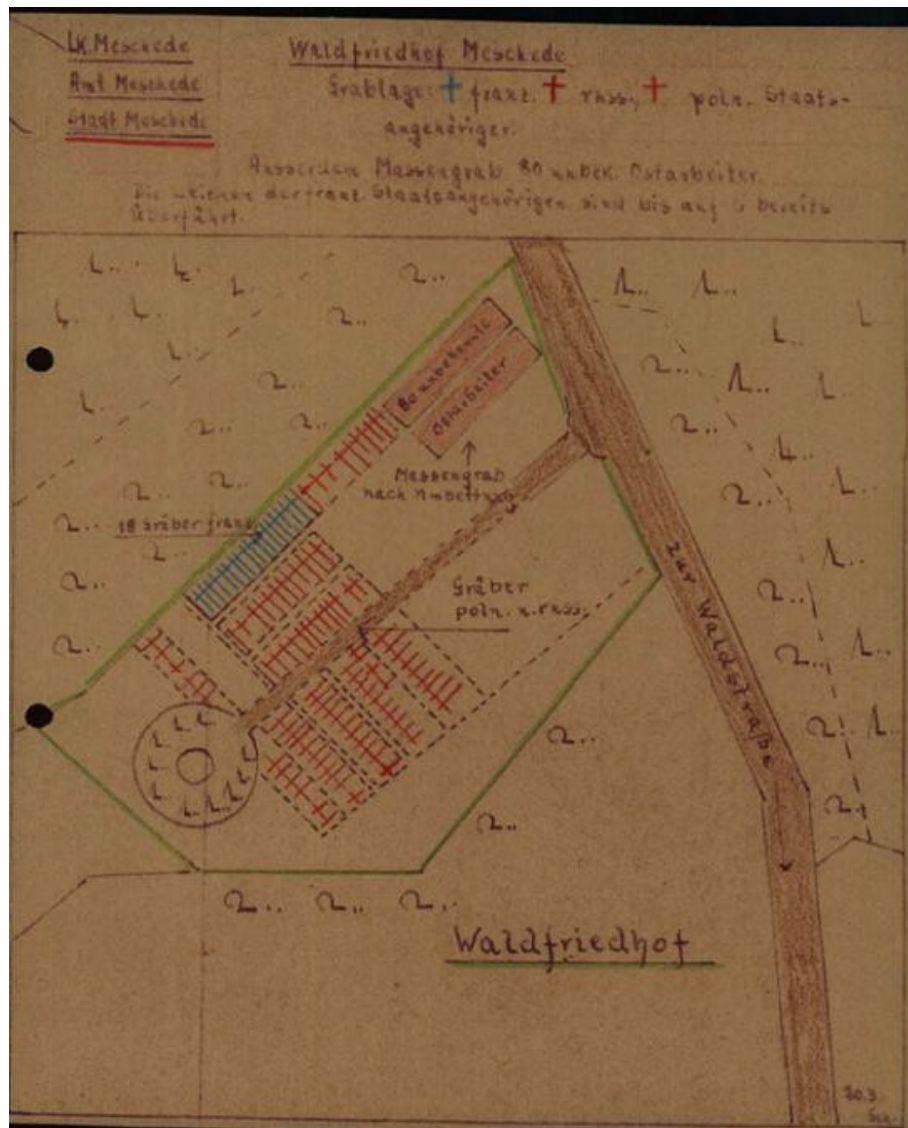 Lk. Meschede
Amt Meschede
Stadt Meschede
Waldfriedhof Meschede
Grablage: franz. russ., poln. Staats-
angehöriger.
Ausserdem Massengrab 80 unbek. Ostarbeiter.
Die der franz. Staatsangehörigen sind bis auf 6 bereits
überführt.
80 unbekannte
Ostarbeiter
Massengrab
nach Umbettung
18 Gräber franz.
Gräber
poln. u. russ.
zur Waldstraße
Waldfriedhof